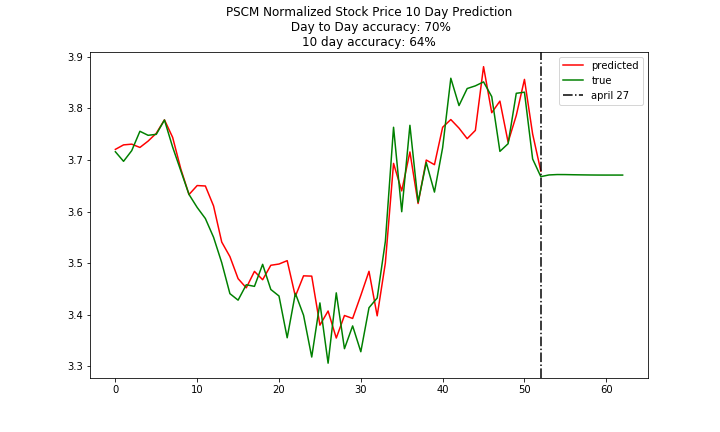 PSCM Normalized Stock Price 10 Day Prediction
Day to Day accuracy: 70%
10 day accuracy: 64%
3.9
3.8
3.7
3.6
3.5
3.4
3.3
predicted
true
april 27
0 10 20 30 40 50 60